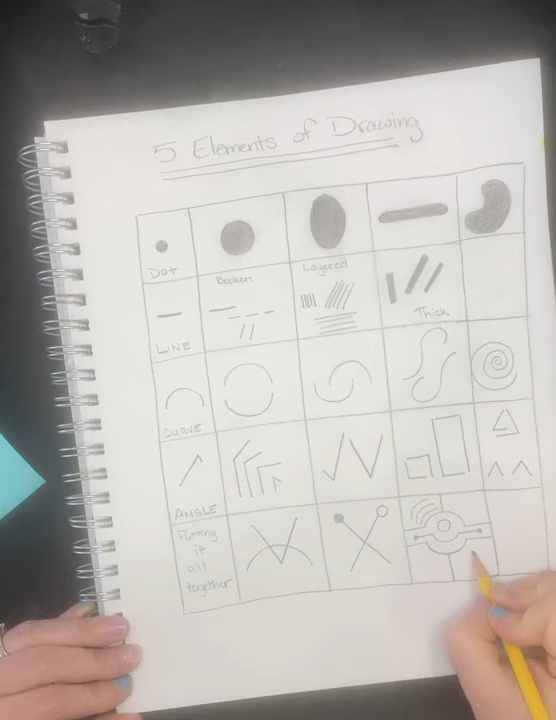 5 Elements of Drawing
Dot
Broken
Layered
Thick
LINE
CURVE
ANGLE
Putting
it
all
together